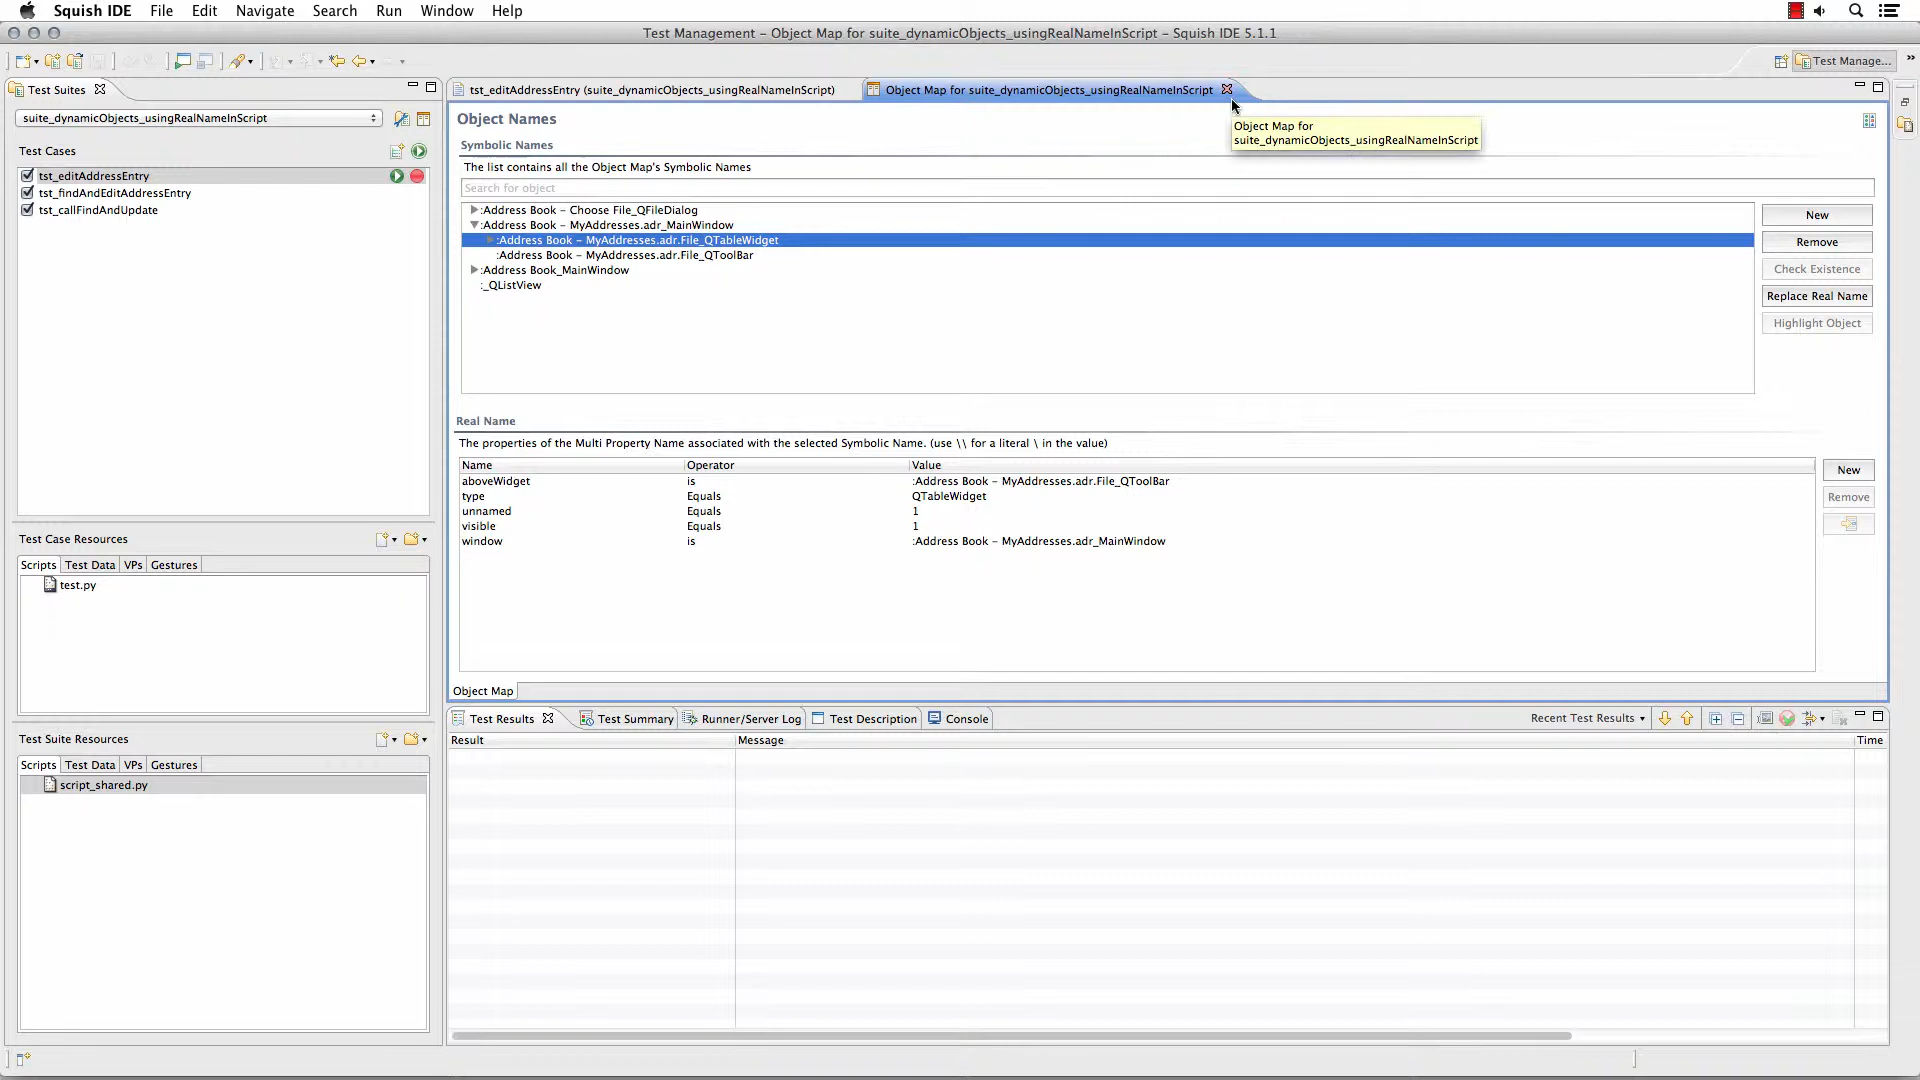 Squish IDE File Edit Navigate Search Run Window Help
Test Management – Object Map for suite_dynamicObjects_usingRealNameInScript – Squish IDE 5.1.1
Test Manage...
»
Test Suites
suite_dynamicObjects_usingRealNameInScript
Test Cases
tst_editAddressEntry
tst_findAndEditAddressEntry
tst_callFindAndUpdate
Test Case Resources
Scripts Test Data VPs Gestures
test.py
Test Suite Resources
Scripts Test Data VPs Gestures
script_shared.py
tst_editAddressEntry (suite_dynamicObjects_usingRealNameInScript)
Object Map for suite_dynamicObjects_usingRealNameInScript
Object Map for
suite_dynamicObjects_usingRealNameInScript
Object Names
Symbolic Names
The list contains all the Object Map's Symbolic Names
Search for object
:Address Book – Choose File_QFileDialog
:Address Book – MyAddresses.adr_MainWindow
:Address Book – MyAddresses.adr.File_QTableWidget
:Address Book – MyAddresses.adr.File_QToolBar
:Address Book_MainWindow
:_QListView
New
Remove
Check Existence
Replace Real Name
Highlight Object
Real Name
The properties of the Multi Property Name associated with the selected Symbolic Name. (use \\ for a literal \ in the value)
Name Operator Value
aboveWidget is :Address Book – MyAddresses.adr.File_QToolBar
type Equals QTableWidget
unnamed Equals 1
visible Equals 1
window is :Address Book – MyAddresses.adr_MainWindow
New
Remove
Object Map
Test Results Test Summary Runner/Server Log Test Description Console
Recent Test Results
Result Message Time